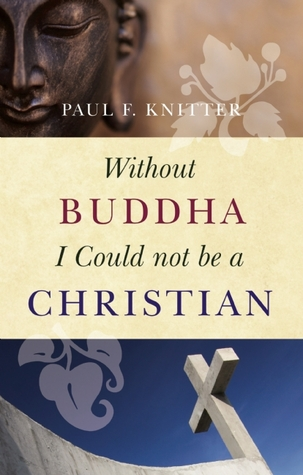 PAUL F. KNITTER
Without
BUDDHA
I Could not be a
CHRISTIAN